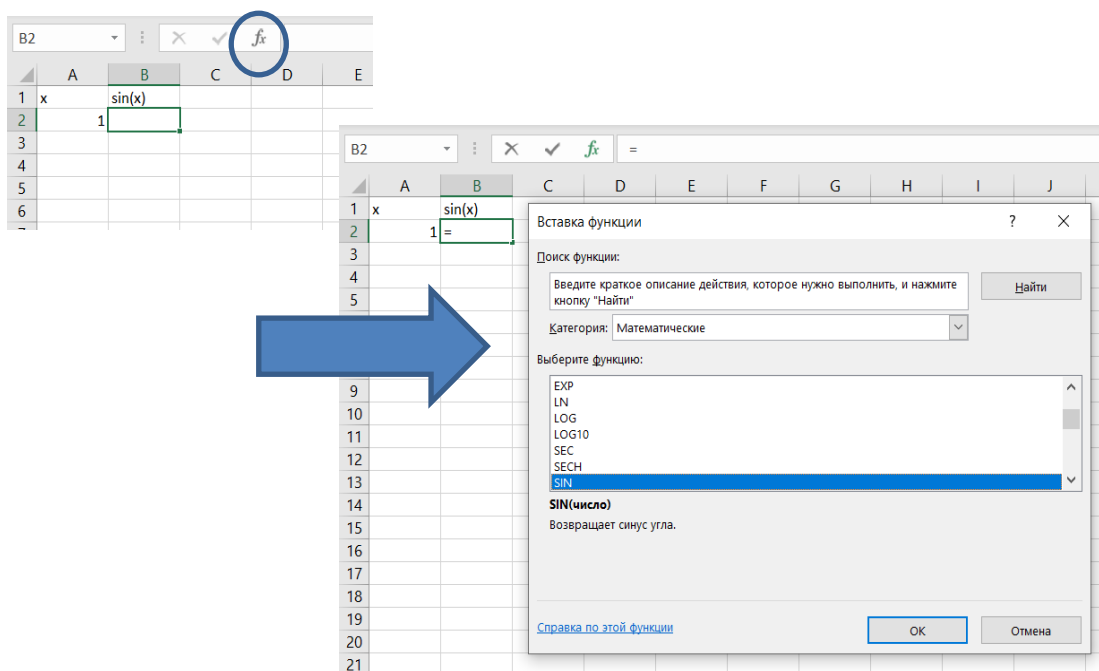 B2 fx
A B C D E
1 x sin(x)
2 1
3
4
5
6
B2 fx =
A B C D E F G H I J
1 x sin(x)
2 1 =
3
4
5
9
10
11
12
13
14
15
16
17
18
19
20
21
Вставка функции ?
Поиск функции:
Введите краткое описание действия, которое нужно выполнить, и нажмите
кнопку "Найти"
Найти
Категория: Математические
Выберите функцию:
EXP
LN
LOG
LOG10
SEC
SECH
SIN
SIN(число)
Возвращает синус угла.
Справка по этой функции
ОК
Отмена